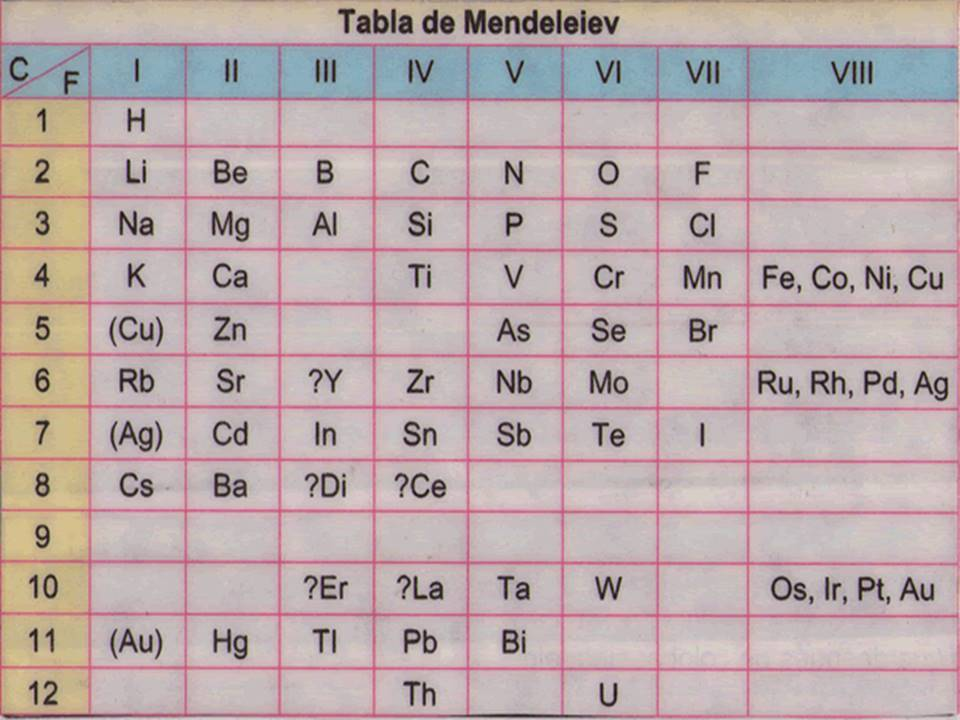 Tabla de Mendeleiev
C F I II III IV V VI VII VIII
1 H
2 Li Be B C N O F
3 Na Mg Al Si P S Cl
4 K Ca Ti V Cr Mn Fe, Co, Ni, Cu
5 (Cu) Zn As Se Br
6 Rb Sr ?Y Zr Nb Mo Ru, Rh, Pd, Ag
7 (Ag) Cd In Sn Sb Te I
8 Cs Ba ?Di ?Ce
9
10 ?Er ?La Ta W Os, Ir, Pt, Au
11 (Au) Hg Tl Pb Bi
12 Th U